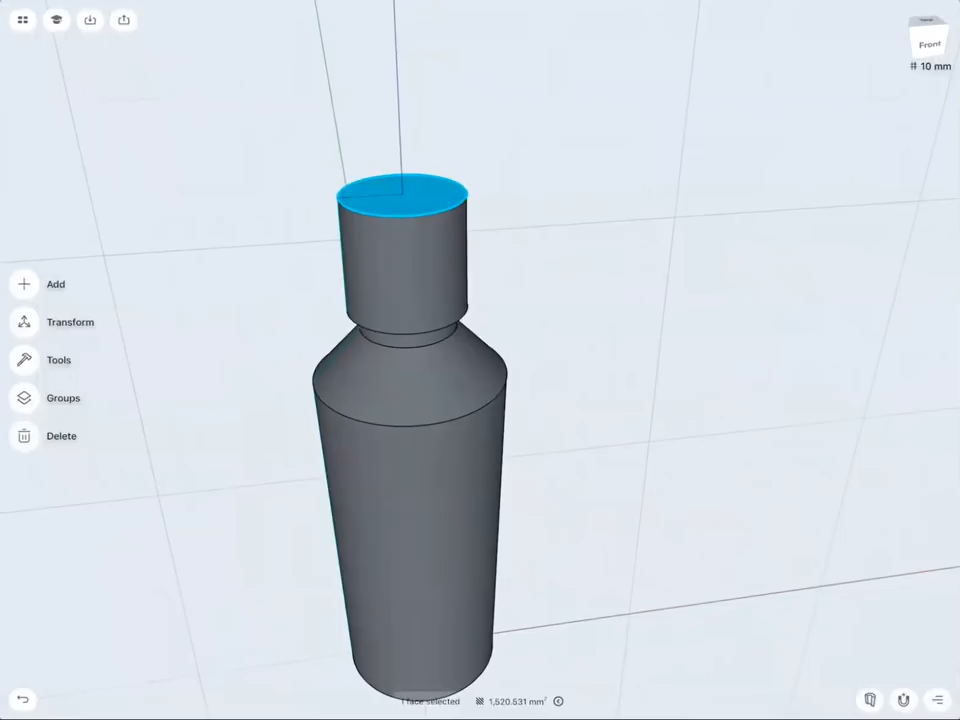 Front
10 mm
Add
Transform
Tools
Groups
Delete
1 face selected
1,520.531 mm²